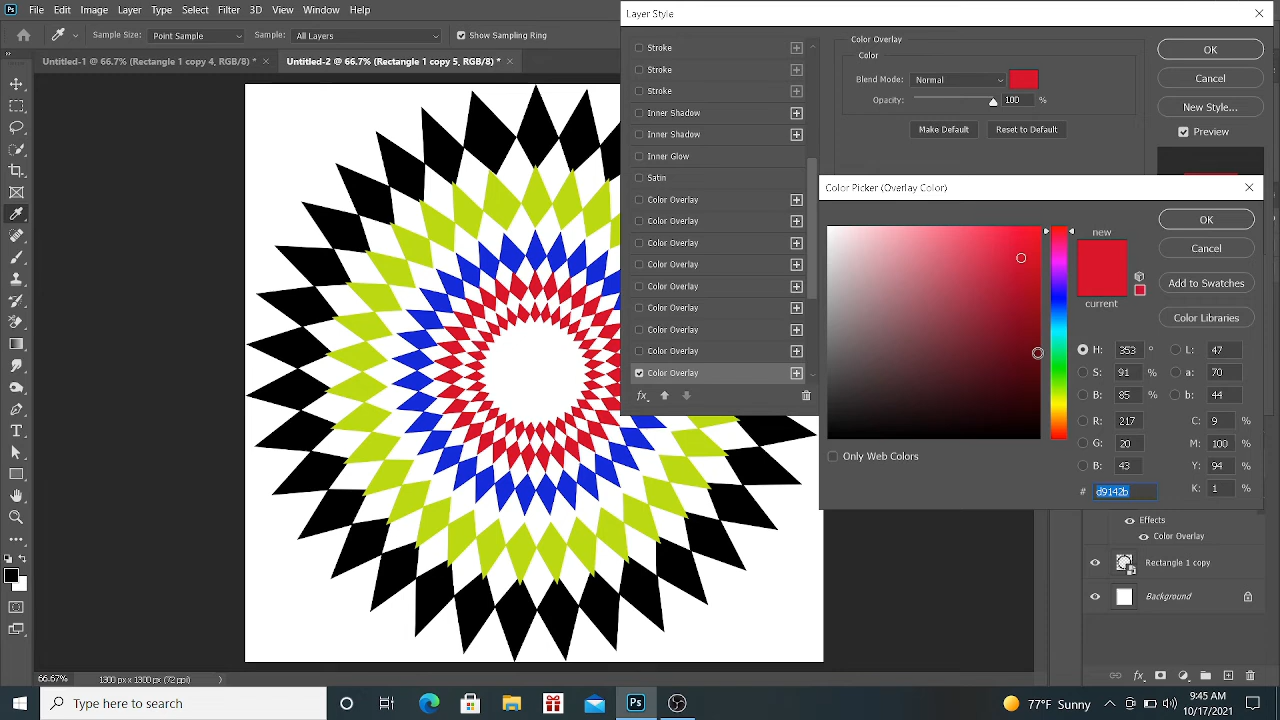 Ps File Edit Image Layer Type Select Filter 3D View Window Help
Layer Style
Sample Size: Point Sample Sample: All Layers Show Sampling Ring
Untitled-1 @ 66.7% (Rectangle 1 copy 4, RGB/8) *
Untitled-2 @ 66.7% (Rectangle 1 copy 5, RGB/8) *
Stroke
Stroke
Stroke
Inner Shadow
Inner Shadow
Inner Glow
Satin
Color Overlay
Color Overlay
Color Overlay
Color Overlay
Color Overlay
Color Overlay
Color Overlay
Color Overlay
Color Overlay
fx
Color Overlay
Color
Blend Mode: Normal
Opacity: 100 %
Make Default Reset to Default
OK
Cancel
New Style...
Preview
Color Picker (Overlay Color)
new
current
OK
Cancel
Add to Swatches
Color Libraries
H: 353 ° L: 47
S: 91 % a: 70
B: 85 % b: 44
R: 217 C: 9 %
G: 20 M: 100 %
B: 43 Y: 94 %
# d9142b K: 1 %
Only Web Colors
Effects
Color Overlay
Rectangle 1 copy
Background
fx
66.67% 1300 px x 1300 px (72 ppi)
Type here to search
Ps
77°F Sunny
9:45 AM
10/17/2021